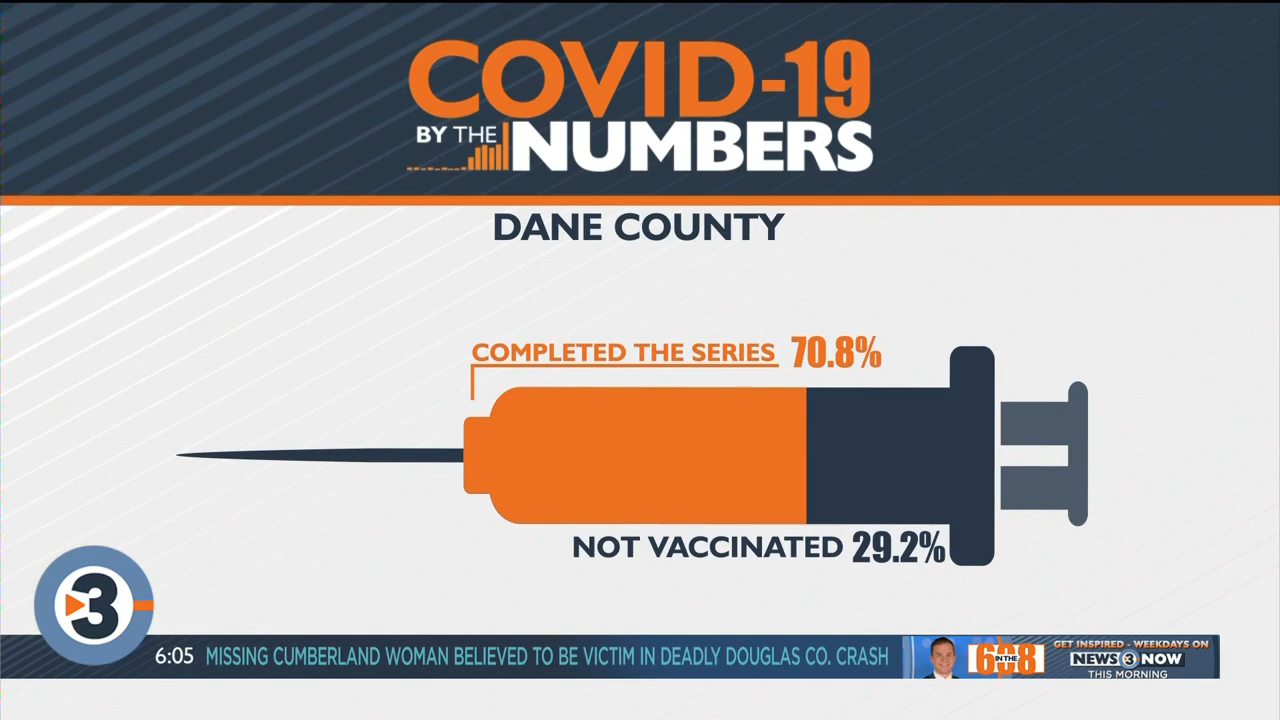 COVID-19
BY THE NUMBERS
DANE COUNTY
COMPLETED THE SERIES 70.8%
NOT VACCINATED 29.2%
3
6:05 MISSING CUMBERLAND WOMAN BELIEVED TO BE VICTIM IN DEADLY DOUGLAS CO. CRASH
IN THE 608
GET INSPIRED - WEEKDAYS ON
NEWS 3 NOW
THIS MORNING